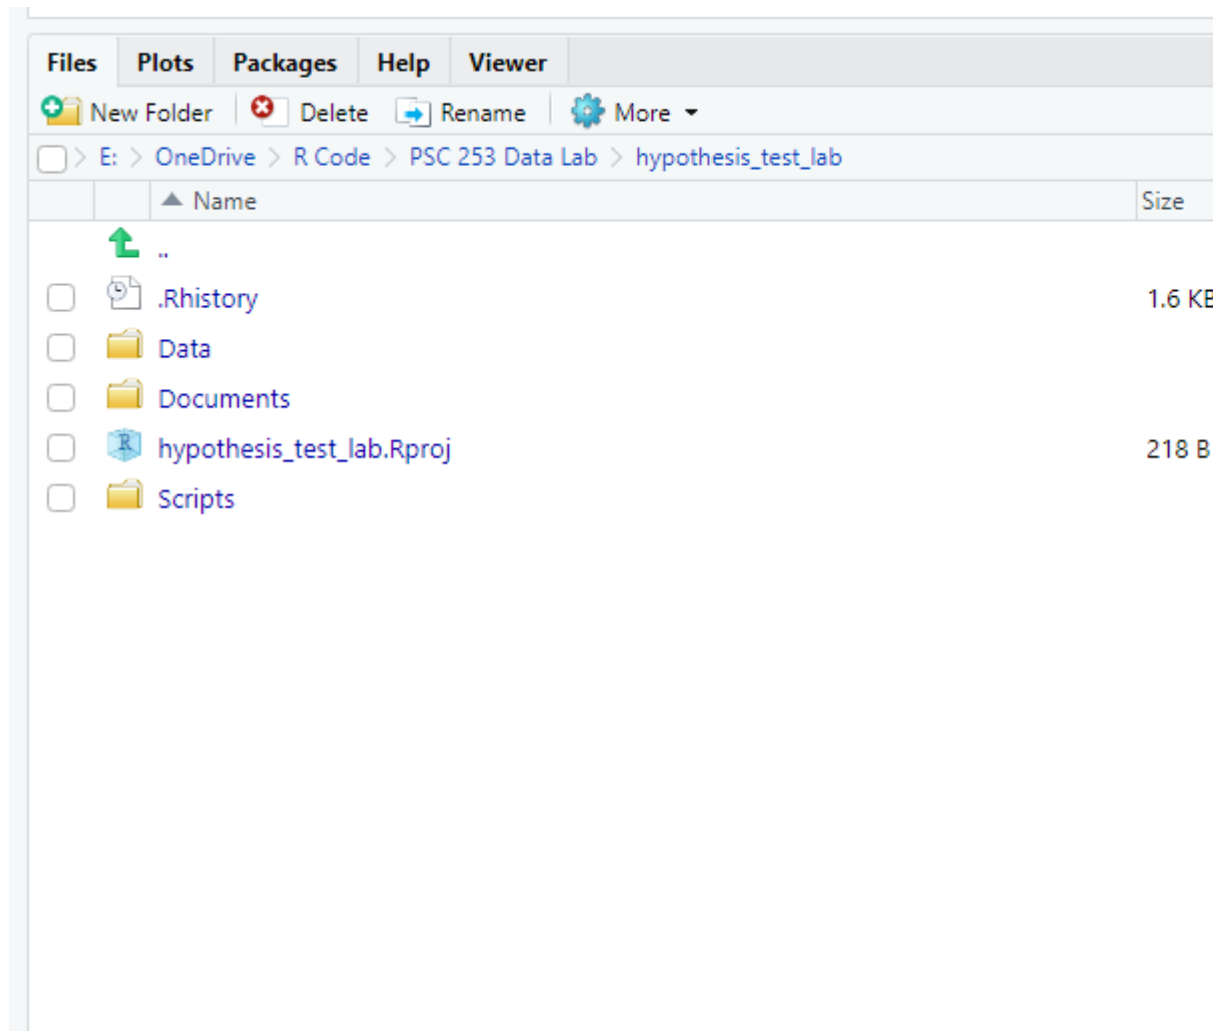 Files Plots Packages Help Viewer
New Folder Delete Rename More
E: > OneDrive > R Code > PSC 253 Data Lab > hypothesis_test_lab
Name Size
..
.Rhistory 1.6 KB
Data
Documents
hypothesis_test_lab.Rproj 218 B
Scripts